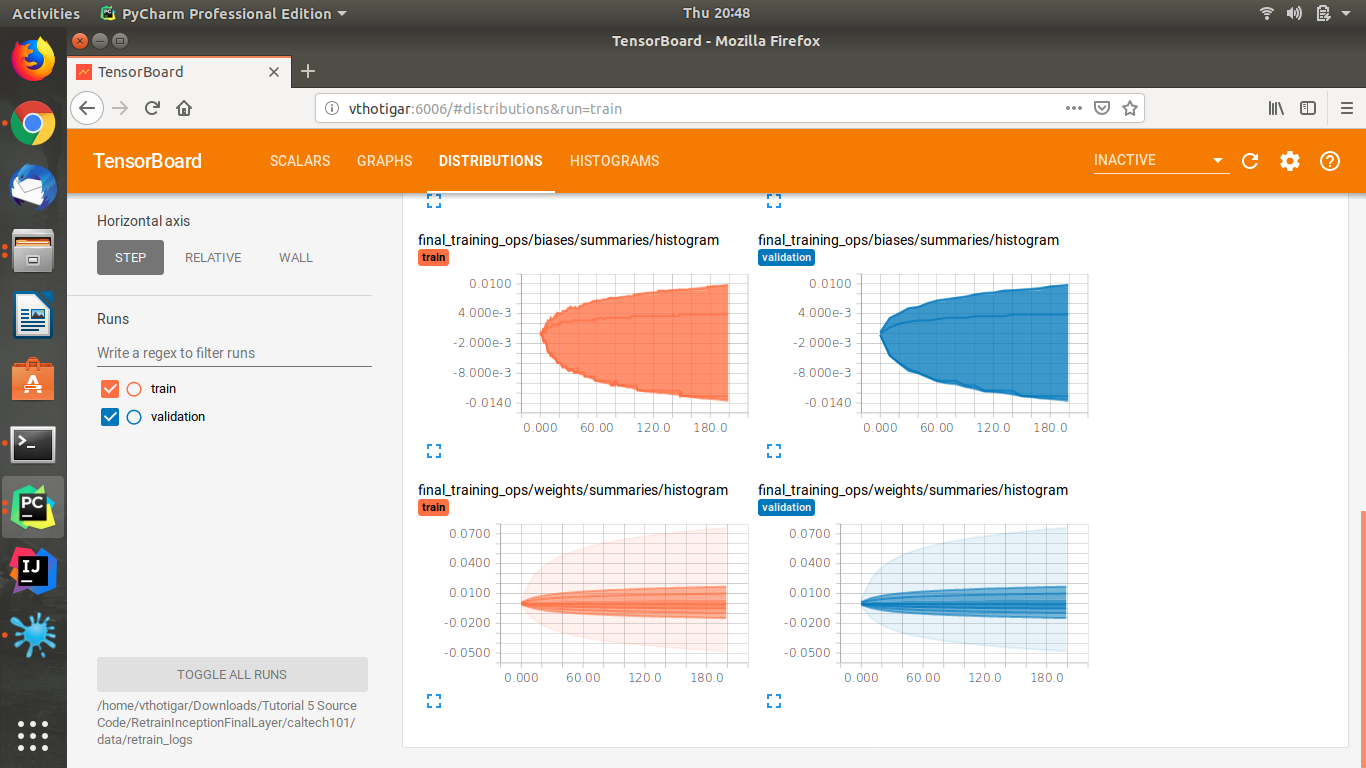 Activities PyCharm Professional Edition Thu 20:48
TensorBoard - Mozilla Firefox
TensorBoard
vthotigar:6006/#distributions&run=train
TensorBoard SCALARS GRAPHS DISTRIBUTIONS HISTOGRAMS INACTIVE
Horizontal axis
STEP RELATIVE WALL
Runs
Write a regex to filter runs
train
validation
TOGGLE ALL RUNS
/home/vthotigar/Downloads/Tutorial 5 Source
Code/RetrainInceptionFinalLayer/caltech101/
data/retrain_logs
final_training_ops/biases/summaries/histogram
train
0.0100
4.000e-3
-2.000e-3
-8.000e-3
-0.0140
0.000 60.00 120.0 180.0
final_training_ops/biases/summaries/histogram
validation
0.0100
4.000e-3
-2.000e-3
-8.000e-3
-0.0140
0.000 60.00 120.0 180.0
final_training_ops/weights/summaries/histogram
train
0.0700
0.0400
0.0100
-0.0200
-0.0500
0.000 60.00 120.0 180.0
final_training_ops/weights/summaries/histogram
validation
0.0700
0.0400
0.0100
-0.0200
-0.0500
0.000 60.00 120.0 180.0
PC
IJ